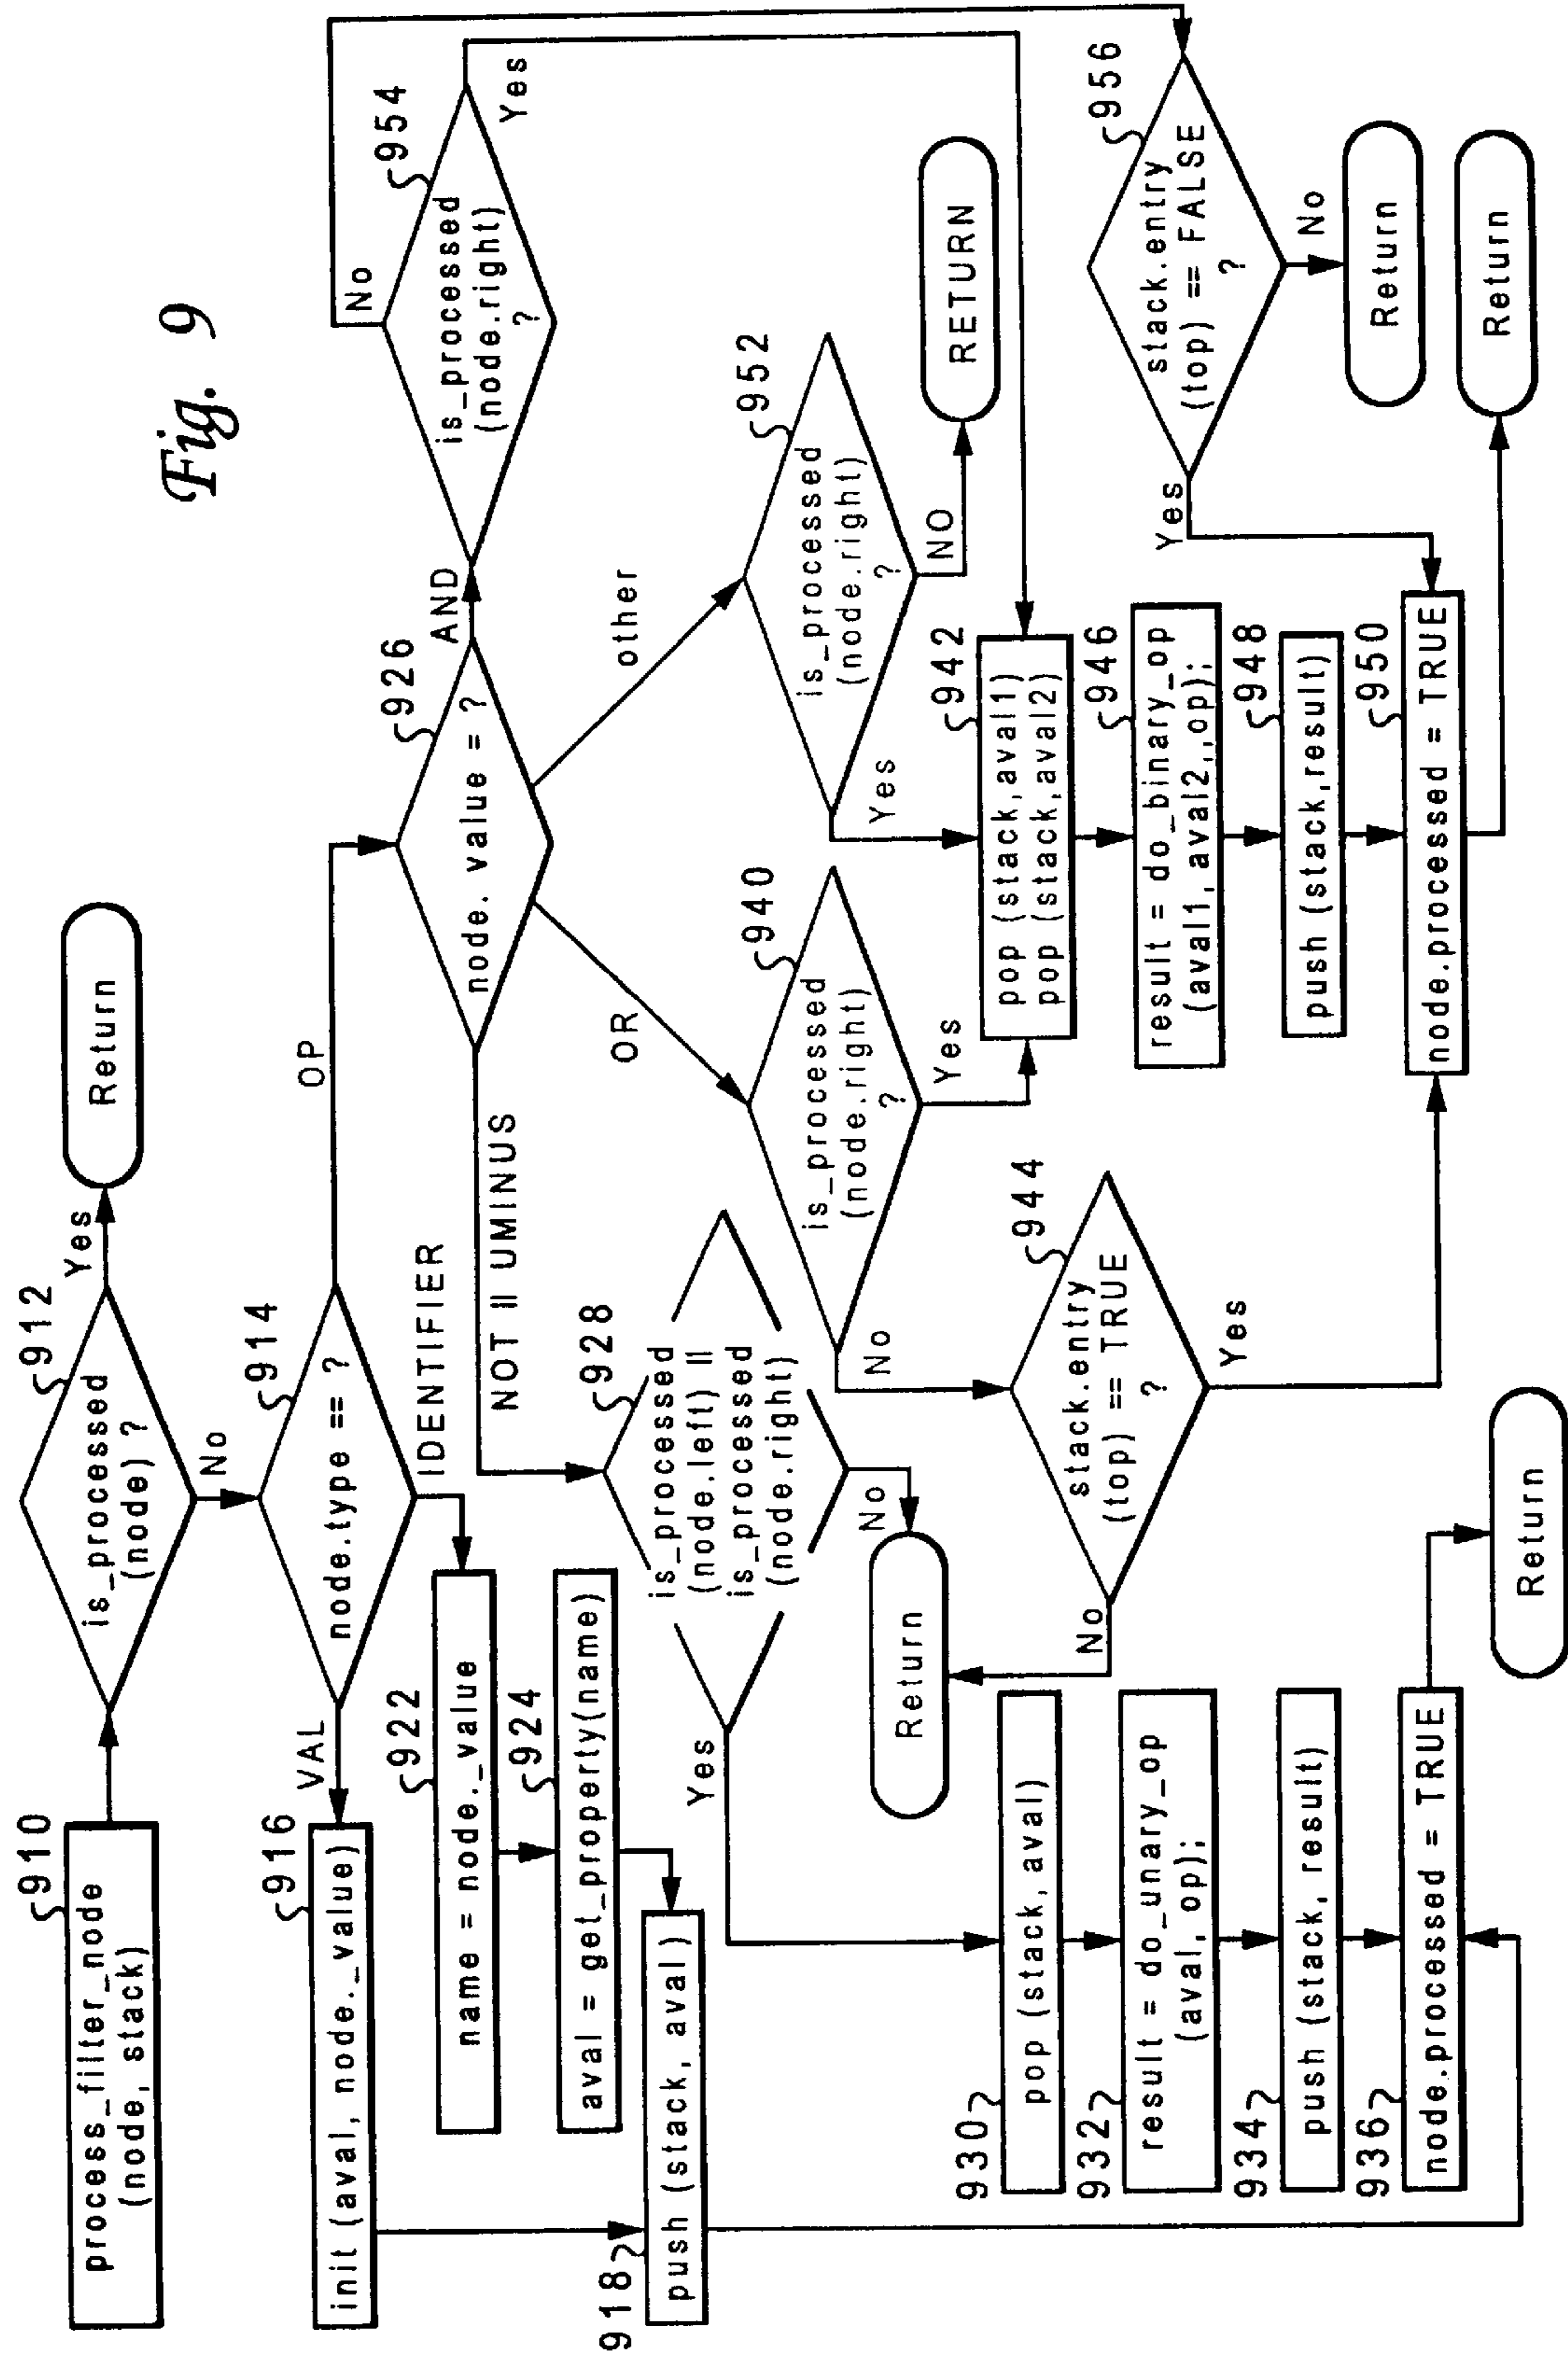 Fig. 9
910
process_filter_node
(node, stack)
912
is_processed
(node) ?
Yes
Return
No
914
node.type == ?
VAL
OP
IDENTIFIER
916
init (aval, node._value)
922
name = node._value
924
aval = get_property(name)
918
push (stack, aval)
926
node. value = ?
NOT || UMINUS
OR
other
AND
928
is_processed
(node.left) ||
is_processed
(node.right)
Yes
No
Return
930
pop (stack, aval)
932
result = do_unary_op
(aval, op);
934
push (stack, result)
936
node.processed = TRUE
Return
940
is_processed
(node.right)
?
No
Yes
944
stack.entry
(top) == TRUE
?
No
Yes
952
is_processed
(node.right)
?
Yes
NO
RETURN
954
is_processed
(node.right)
?
No
Yes
942
pop (stack,aval1)
pop (stack,aval2)
946
result = do_binary_op
(aval1, aval2,,op);
948
push (stack,result)
950
node.processed = TRUE
956
stack.entry
(top) == FALSE
?
Yes
No
Return
Return